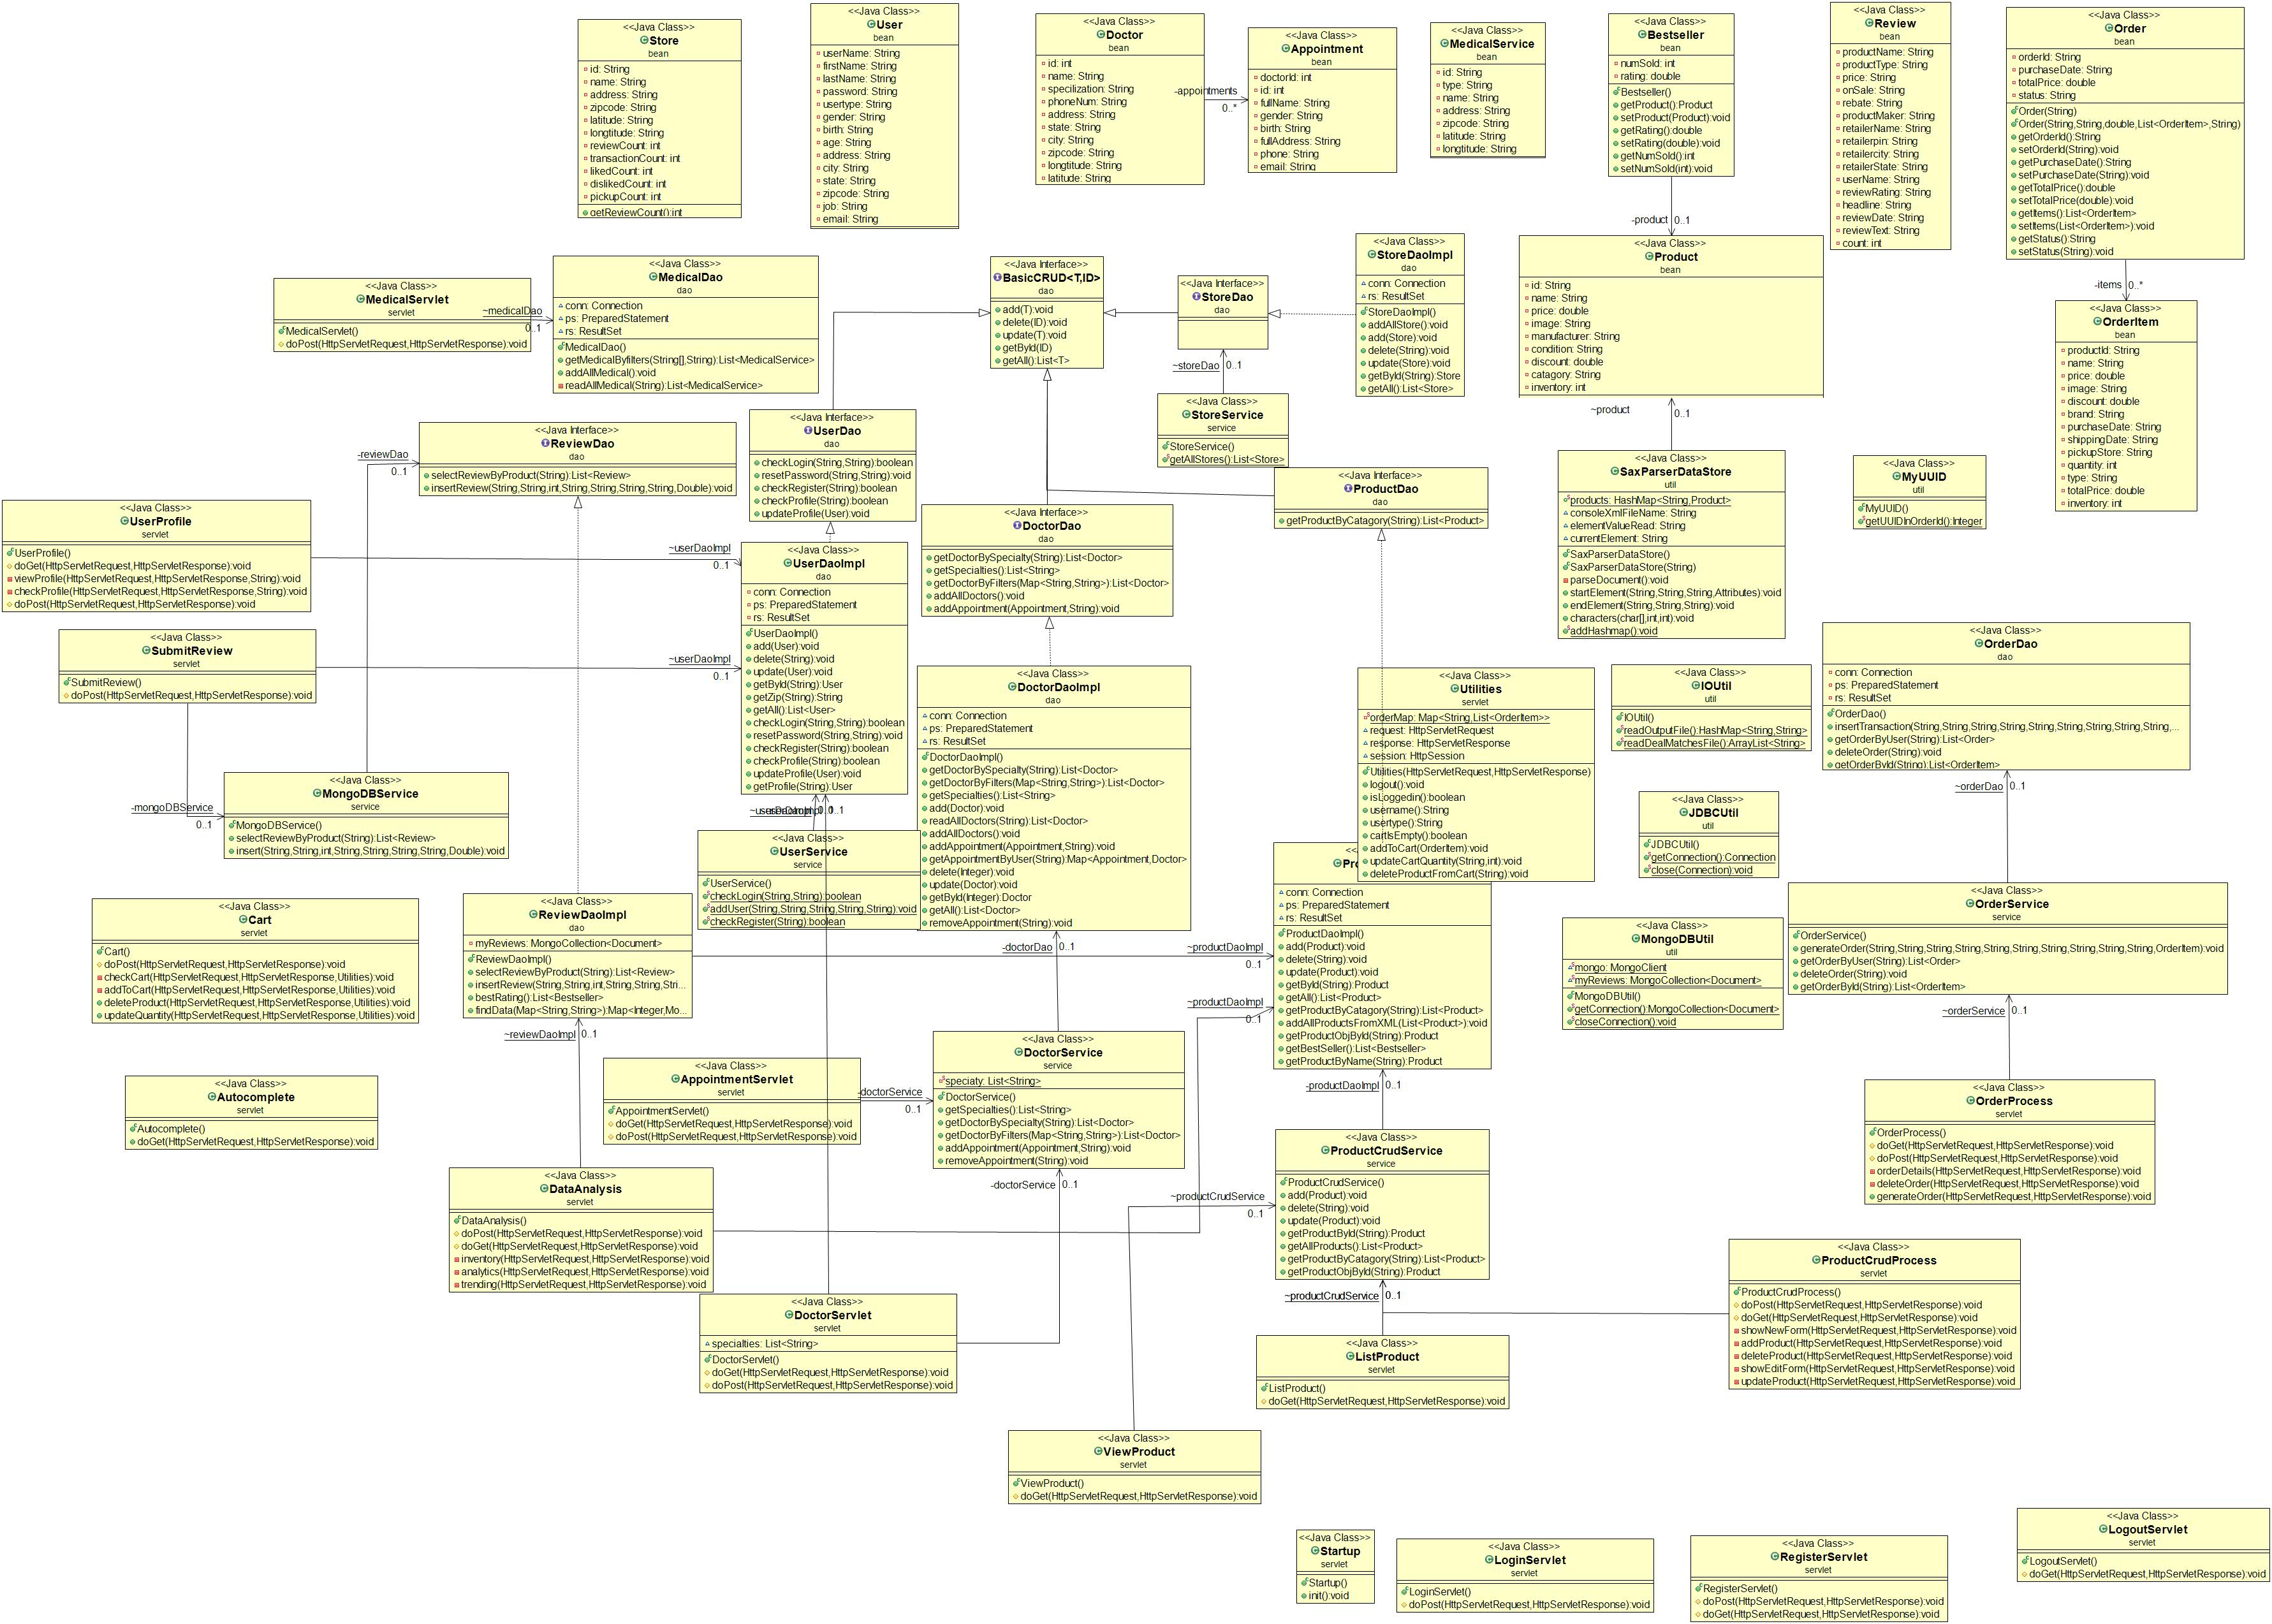 <<Java Class>>
Store
bean
id: String
name: String
address: String
zipcode: String
latitude: String
longtitude: String
reviewCount: int
transactionCount: int
likedCount: int
dislikedCount: int
pickupCount: int
getReviewCount():int
<<Java Class>>
User
bean
userName: String
firstName: String
lastName: String
password: String
usertype: String
gender: String
birth: String
age: String
address: String
city: String
state: String
zipcode: String
job: String
email: String
<<Java Class>>
Doctor
bean
id: int
name: String
specilization: String
phoneNum: String
address: String
state: String
city: String
zipcode: String
longtitude: String
latitude: String
-appointments
0..*
<<Java Class>>
Appointment
bean
doctorId: int
id: int
fullName: String
gender: String
birth: String
fullAddress: String
phone: String
email: String
<<Java Class>>
MedicalService
bean
id: String
type: String
name: String
address: String
zipcode: String
latitude: String
longtitude: String
<<Java Class>>
Bestseller
bean
numSold: int
rating: double
Bestseller()
getProduct():Product
setProduct(Product):void
getRating():double
setRating(double):void
getNumSold():int
setNumSold(int):void
-product
0..1
<<Java Class>>
Review
bean
productName: String
productType: String
price: String
onSale: String
rebate: String
productMaker: String
retailerName: String
retailerpin: String
retailercity: String
retailerState: String
userName: String
reviewRating: String
headline: String
reviewDate: String
reviewText: String
count: int
<<Java Class>>
Order
bean
orderId: String
purchaseDate: String
totalPrice: double
status: String
Order(String)
Order(String,String,double,List<OrderItem>,String)
getOrderId():String
setOrderId(String):void
getPurchaseDate():String
setPurchaseDate(String):void
getTotalPrice():double
setTotalPrice(double):void
getItems():List<OrderItem>
setItems(List<OrderItem>):void
getStatus():String
setStatus(String):void
-items
0..*
<<Java Class>>
MedicalServlet
servlet
MedicalServlet()
doPost(HttpServletRequest,HttpServletResponse):void
~medicalDao
0..1
<<Java Class>>
MedicalDao
dao
conn: Connection
ps: PreparedStatement
rs: ResultSet
MedicalDao()
getMedicalByfilters(String[],String):List<MedicalService>
addAllMedical():void
readAllMedical(String):List<MedicalService>
<<Java Interface>>
BasicCRUD<T,ID>
dao
add(T):void
delete(ID):void
update(T):void
getById(ID)
getAll():List<T>
<<Java Interface>>
StoreDao
dao
~storeDao
0..1
<<Java Class>>
StoreDaoImpl
dao
conn: Connection
rs: ResultSet
StoreDaoImpl()
addAllStore():void
add(Store):void
delete(String):void
update(Store):void
getById(String):Store
getAll():List<Store>
<<Java Class>>
Product
bean
id: String
name: String
price: double
image: String
manufacturer: String
condition: String
discount: double
catagory: String
inventory: int
~product
0..1
<<Java Class>>
OrderItem
bean
productId: String
name: String
price: double
image: String
discount: double
brand: String
purchaseDate: String
shippingDate: String
pickupStore: String
quantity: int
type: String
totalPrice: double
inventory: int
<<Java Class>>
StoreService
service
StoreService()
getAllStores():List<Store>
<<Java Interface>>
ReviewDao
dao
selectReviewByProduct(String):List<Review>
insertReview(String,String,int,String,String,String,String,Double):void
-reviewDao
0..1
<<Java Interface>>
UserDao
dao
checkLogin(String,String):boolean
resetPassword(String,String):void
checkRegister(String):boolean
checkProfile(String):boolean
updateProfile(User):void
<<Java Interface>>
ProductDao
dao
getProductByCatagory(String):List<Product>
<<Java Interface>>
DoctorDao
dao
getDoctorBySpecialty(String):List<Doctor>
getSpecialties():List<String>
getDoctorByFilters(Map<String,String>):List<Doctor>
addAllDoctors():void
addAppointment(Appointment,String):void
<<Java Class>>
SaxParserDataStore
util
products: HashMap<String,Product>
consoleXmlFileName: String
elementValueRead: String
currentElement: String
SaxParserDataStore()
SaxParserDataStore(String)
parseDocument():void
startElement(String,String,String,Attributes):void
endElement(String,String,String):void
characters(char[],int,int):void
addHashmap():void
<<Java Class>>
MyUUID
util
MyUUID()
getUUIDInOrderId():Integer
<<Java Class>>
UserProfile
servlet
UserProfile()
doGet(HttpServletRequest,HttpServletResponse):void
viewProfile(HttpServletRequest,HttpServletResponse,String):void
checkProfile(HttpServletRequest,HttpServletResponse,String):void
doPost(HttpServletRequest,HttpServletResponse):void
~userDaoImpl
0..1
<<Java Class>>
UserDaoImpl
dao
conn: Connection
ps: PreparedStatement
rs: ResultSet
UserDaoImpl()
add(User):void
delete(String):void
update(User):void
getById(String):User
getZip(String):String
getAll():List<User>
checkLogin(String,String):boolean
resetPassword(String,String):void
checkRegister(String):boolean
checkProfile(String):boolean
updateProfile(User):void
getProfile(String):User
<<Java Class>>
SubmitReview
servlet
SubmitReview()
doPost(HttpServletRequest,HttpServletResponse):void
~userDaoImpl
0..1
-mongoDBService
0..1
<<Java Class>>
MongoDBService
service
MongoDBService()
selectReviewByProduct(String):List<Review>
insert(String,String,int,String,String,String,String,Double):void
<<Java Class>>
DoctorDaoImpl
dao
conn: Connection
ps: PreparedStatement
rs: ResultSet
DoctorDaoImpl()
getDoctorBySpecialty(String):List<Doctor>
getDoctorByFilters(Map<String,String>):List<Doctor>
getSpecialties():List<String>
add(Doctor):void
readAllDoctors(String):List<Doctor>
addAllDoctors():void
addAppointment(Appointment,String):void
getAppointmentByUser(String):Map<Appointment,Doctor>
delete(Integer):void
update(Doctor):void
getById(Integer):Doctor
getAll():List<Doctor>
removeAppointment(String):void
<<Java Class>>
Utilities
servlet
orderMap: Map<String,List<OrderItem>>
request: HttpServletRequest
response: HttpServletResponse
session: HttpSession
Utilities(HttpServletRequest,HttpServletResponse)
logout():void
isLoggedin():boolean
username():String
usertype():String
cartIsEmpty():boolean
addToCart(OrderItem):void
updateCartQuantity(String,int):void
deleteProductFromCart(String):void
<<Java Class>>
IOUtil
util
IOUtil()
readOutputFile():HashMap<String,String>
readDealMatchesFile():ArrayList<String>
<<Java Class>>
OrderDao
dao
conn: Connection
ps: PreparedStatement
rs: ResultSet
OrderDao()
insertTransaction(String,String,String,String,String,String,String,String,String,...
getOrderByUser(String):List<Order>
deleteOrder(String):void
getOrderById(String):List<OrderItem>
~orderDao
0..1
<<Java Class>>
JDBCUtil
util
JDBCUtil()
getConnection():Connection
close(Connection):void
<<Java Class>>
UserService
service
UserService()
checkLogin(String,String):boolean
addUser(String,String,String,String,String):void
checkRegister(String):boolean
conn: Connection
ps: PreparedStatement
rs: ResultSet
ProductDaoImpl()
add(Product):void
delete(String):void
update(Product):void
getById(String):Product
getAll():List<Product>
getProductByCatagory(String):List<Product>
addAllProductsFromXML(List<Product>):void
getProductObjById(String):Product
getBestSeller():List<Bestseller>
getProductByName(String):Product
<<Java Class>>
Cart
servlet
Cart()
doPost(HttpServletRequest,HttpServletResponse):void
checkCart(HttpServletRequest,HttpServletResponse,Utilities):void
addToCart(HttpServletRequest,HttpServletResponse,Utilities):void
deleteProduct(HttpServletRequest,HttpServletResponse,Utilities):void
updateQuantity(HttpServletRequest,HttpServletResponse,Utilities):void
<<Java Class>>
ReviewDaoImpl
dao
myReviews: MongoCollection<Document>
ReviewDaoImpl()
selectReviewByProduct(String):List<Review>
insertReview(String,String,int,String,String,Stri...
bestRating():List<Bestseller>
findData(Map<String,String>):Map<Integer,Mo...
~reviewDaoImpl
0..1
-doctorDao
0..1
~productDaoImpl
0..1
~productDaoImpl
0..1
<<Java Class>>
MongoDBUtil
util
mongo: MongoClient
myReviews: MongoCollection<Document>
MongoDBUtil()
getConnection():MongoCollection<Document>
closeConnection():void
<<Java Class>>
OrderService
service
OrderService()
generateOrder(String,String,String,String,String,String,String,String,String,OrderItem):void
getOrderByUser(String):List<Order>
deleteOrder(String):void
getOrderById(String):List<OrderItem>
~orderService
0..1
<<Java Class>>
Autocomplete
servlet
Autocomplete()
doGet(HttpServletRequest,HttpServletResponse):void
<<Java Class>>
AppointmentServlet
servlet
AppointmentServlet()
doGet(HttpServletRequest,HttpServletResponse):void
doPost(HttpServletRequest,HttpServletResponse):void
-doctorService
0..1
<<Java Class>>
DoctorService
service
speciaty: List<String>
DoctorService()
getSpecialties():List<String>
getDoctorBySpecialty(String):List<Doctor>
getDoctorByFilters(Map<String,String>):List<Doctor>
addAppointment(Appointment,String):void
removeAppointment(String):void
-doctorService
0..1
-productDaoImpl
0..1
<<Java Class>>
ProductCrudService
service
ProductCrudService()
add(Product):void
delete(String):void
update(Product):void
getProductById(String):Product
getAllProducts():List<Product>
getProductByCatagory(String):List<Product>
getProductObjById(String):Product
~productCrudService
0..1
~productCrudService
0..1
<<Java Class>>
OrderProcess
servlet
OrderProcess()
doGet(HttpServletRequest,HttpServletResponse):void
doPost(HttpServletRequest,HttpServletResponse):void
orderDetails(HttpServletRequest,HttpServletResponse):void
deleteOrder(HttpServletRequest,HttpServletResponse):void
generateOrder(HttpServletRequest,HttpServletResponse):void
<<Java Class>>
DataAnalysis
servlet
DataAnalysis()
doPost(HttpServletRequest,HttpServletResponse):void
doGet(HttpServletRequest,HttpServletResponse):void
inventory(HttpServletRequest,HttpServletResponse):void
analytics(HttpServletRequest,HttpServletResponse):void
trending(HttpServletRequest,HttpServletResponse):void
<<Java Class>>
DoctorServlet
servlet
specialties: List<String>
DoctorServlet()
doGet(HttpServletRequest,HttpServletResponse):void
doPost(HttpServletRequest,HttpServletResponse):void
<<Java Class>>
ProductCrudProcess
servlet
ProductCrudProcess()
doPost(HttpServletRequest,HttpServletResponse):void
doGet(HttpServletRequest,HttpServletResponse):void
showNewForm(HttpServletRequest,HttpServletResponse):void
addProduct(HttpServletRequest,HttpServletResponse):void
deleteProduct(HttpServletRequest,HttpServletResponse):void
showEditForm(HttpServletRequest,HttpServletResponse):void
updateProduct(HttpServletRequest,HttpServletResponse):void
<<Java Class>>
ListProduct
servlet
ListProduct()
doGet(HttpServletRequest,HttpServletResponse):void
<<Java Class>>
ViewProduct
servlet
ViewProduct()
doGet(HttpServletRequest,HttpServletResponse):void
<<Java Class>>
Startup
servlet
Startup()
init():void
<<Java Class>>
LoginServlet
servlet
LoginServlet()
doPost(HttpServletRequest,HttpServletResponse):void
<<Java Class>>
RegisterServlet
servlet
RegisterServlet()
doPost(HttpServletRequest,HttpServletResponse):void
doGet(HttpServletRequest,HttpServletResponse):void
<<Java Class>>
LogoutServlet
servlet
LogoutServlet()
doGet(HttpServletRequest,HttpServletResponse):void